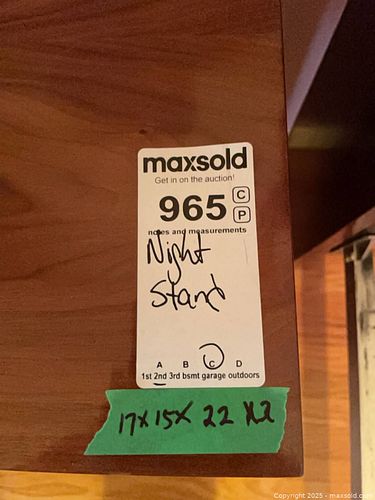 maxsold
Get in on the auction!
965 C
P
notes and measurements
Night
Stand
A B C D
1st 2nd 3rd bsmt garage outdoors
17x15x 22 x2
Copyright 2025 - maxsold.com